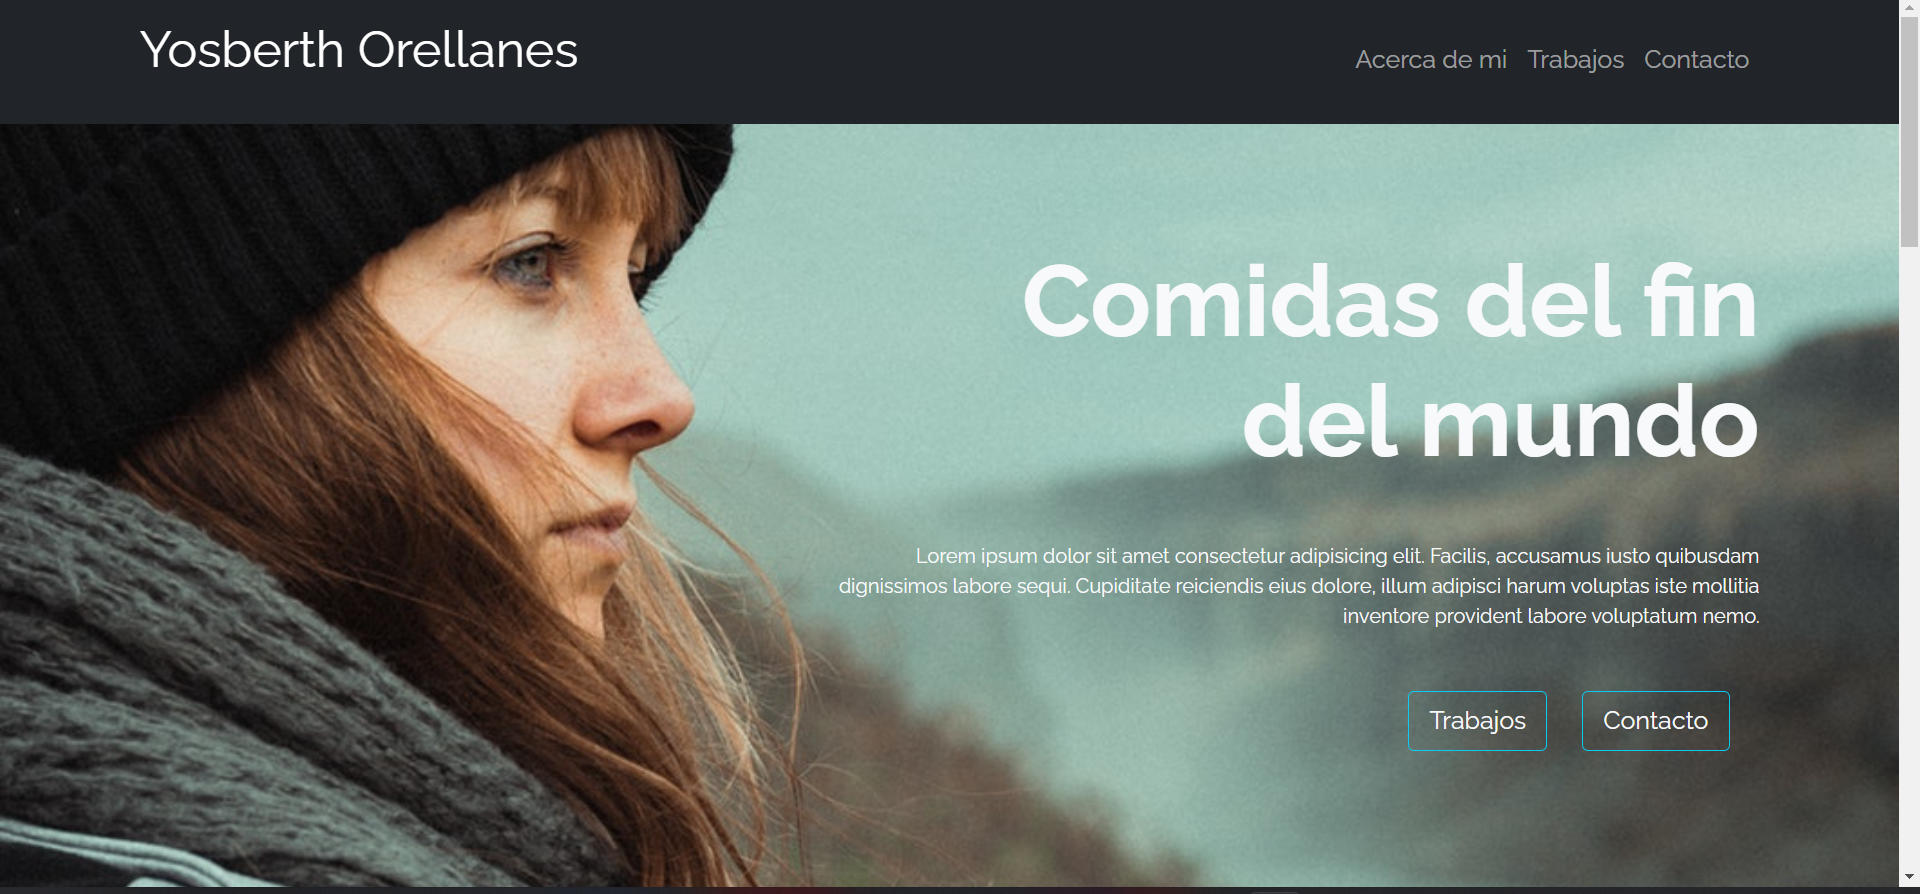 Yosberth Orellanes
Acerca de mi Trabajos Contacto
Comidas del fin
del mundo
Lorem ipsum dolor sit amet consectetur adipisicing elit. Facilis, accusamus iusto quibusdam
dignissimos labore sequi. Cupiditate reiciendis eius dolore, illum adipisci harum voluptas iste mollitia
inventore provident labore voluptatum nemo.
Trabajos Contacto